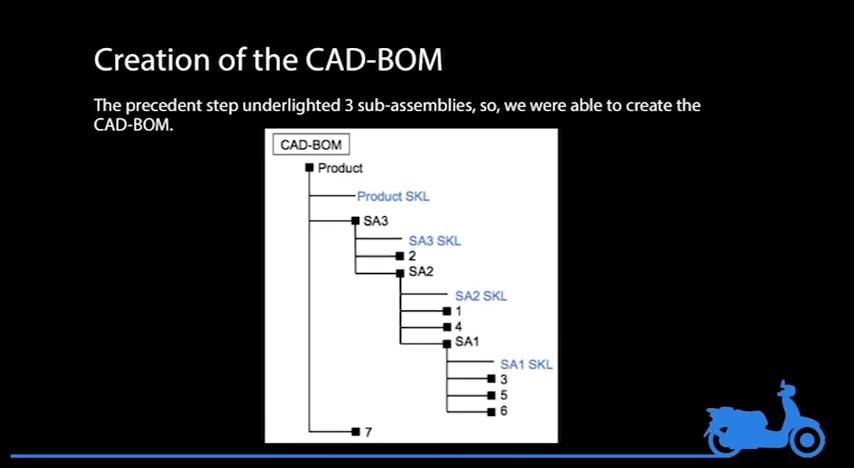 Creation of the CAD-BOM
The precedent step underlighted 3 sub-assemblies, so, we were able to create the
CAD-BOM.
CAD-BOM
Product
Product SKL
SA3
SA3 SKL
2
SA2
SA2 SKL
1
4
SA1
SA1 SKL
3
5
6
7